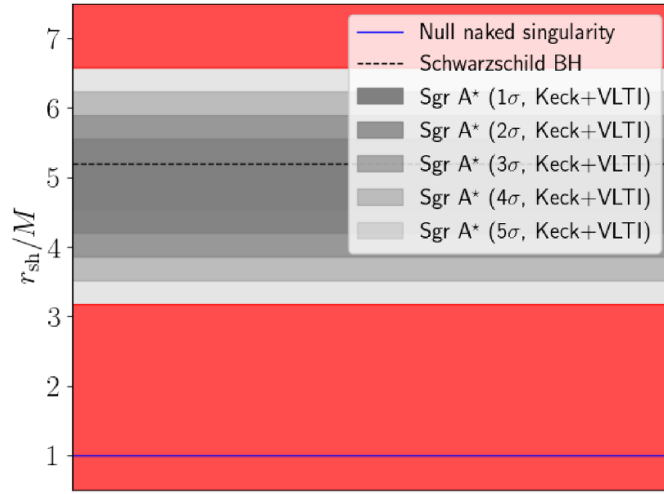 7
6
5
4
3
2
1
r_sh/M
Null naked singularity
Schwarzschild BH
Sgr A* (1σ, Keck+VLTI)
Sgr A* (2σ, Keck+VLTI)
Sgr A* (3σ, Keck+VLTI)
Sgr A* (4σ, Keck+VLTI)
Sgr A* (5σ, Keck+VLTI)